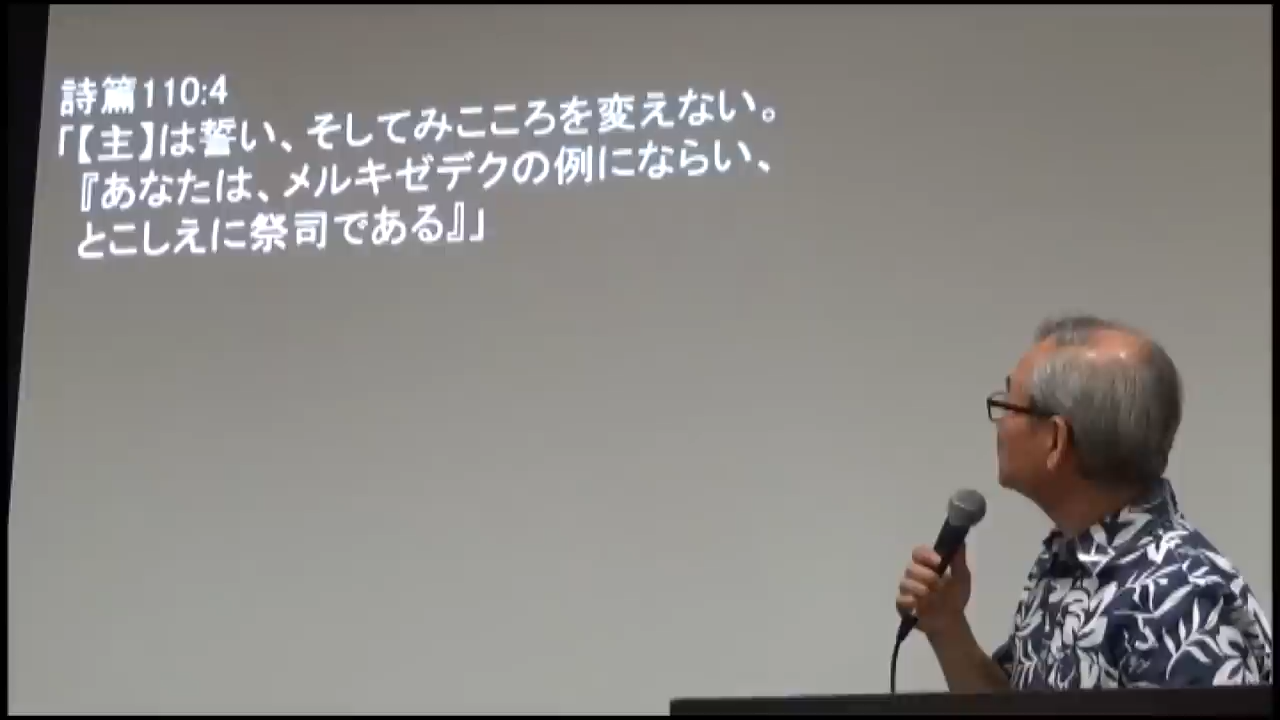 詩篇110:4
「【主】は誓い、そしてみこころを変えない。
『あなたは、メルキゼデクの例にならい、
とこしえに祭司である』」